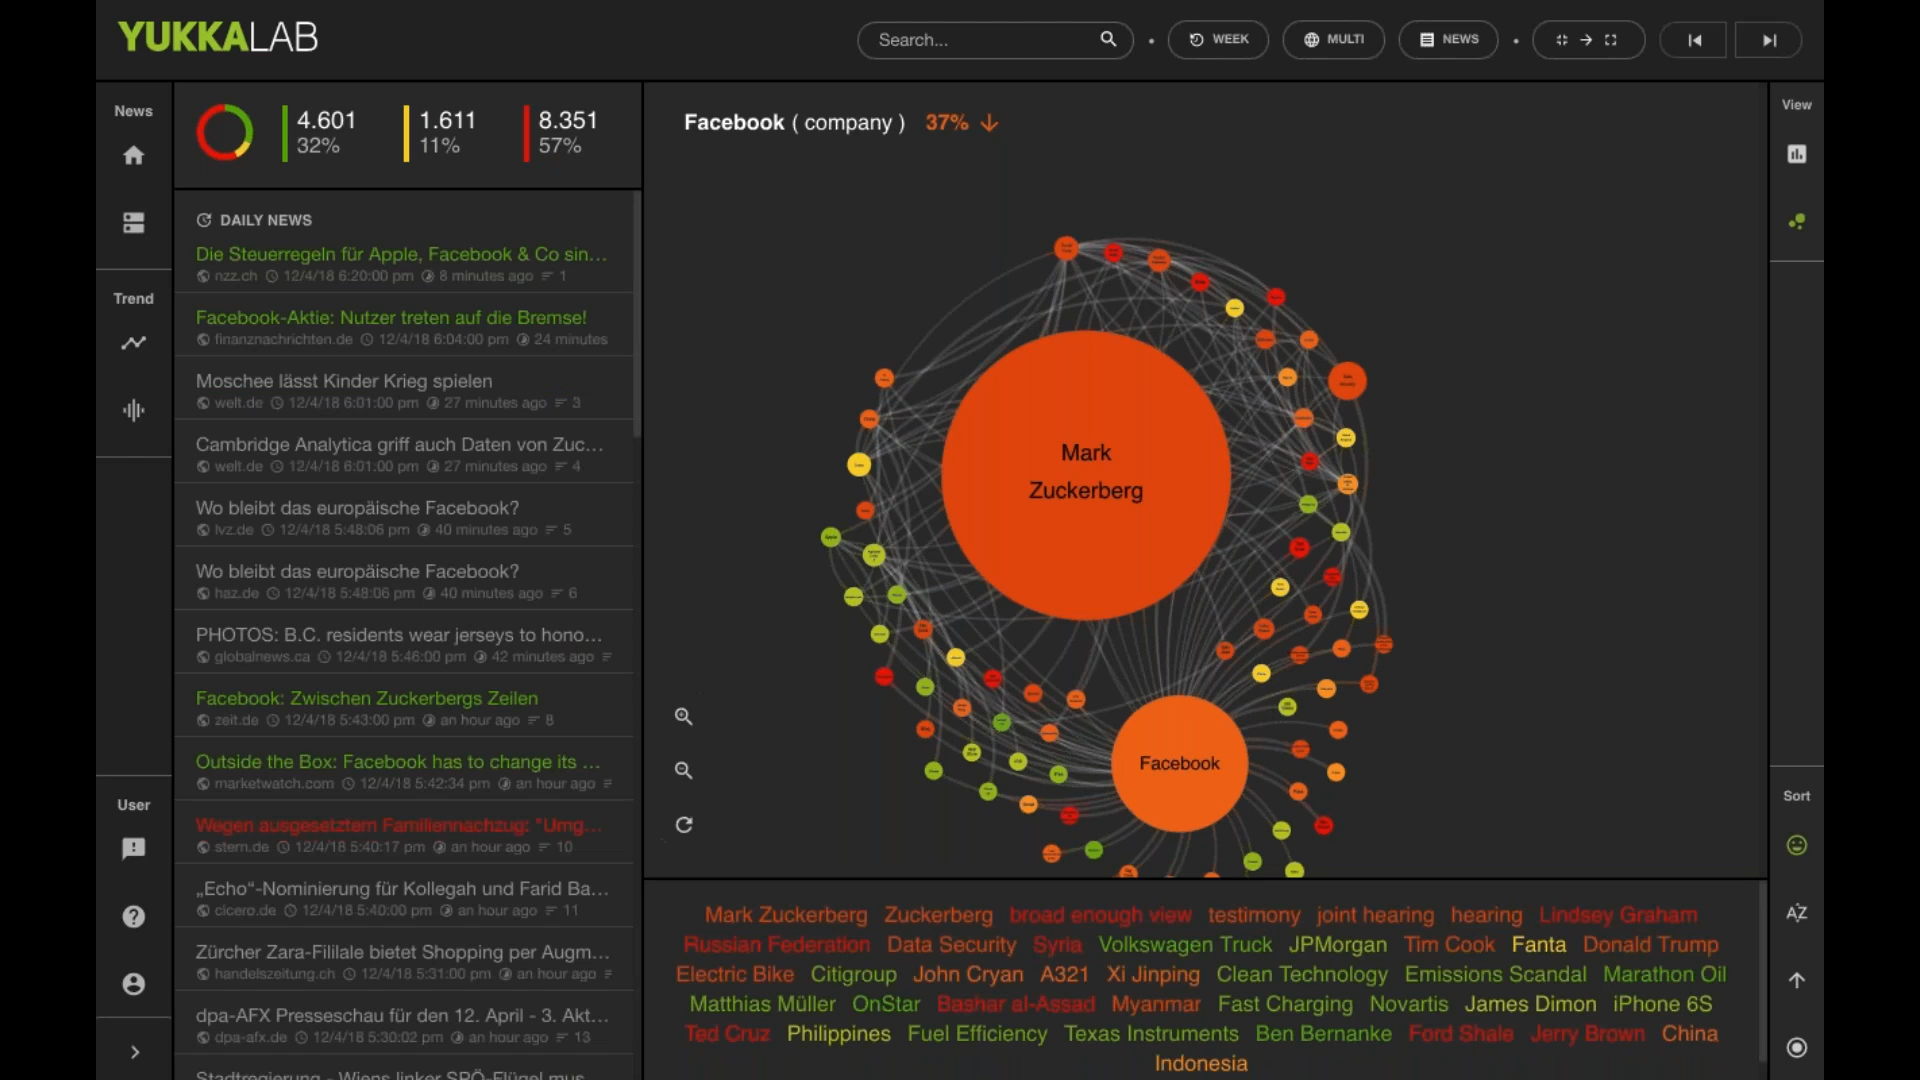 YUKKALAB
Search...
WEEK
MULTI
NEWS
News
4.601
32%
1.611
11%
8.351
57%
Facebook ( company ) 37%
View
DAILY NEWS
Die Steuerregeln für Apple, Facebook & Co sin...
nzz.ch 12/4/18 6:20:00 pm 8 minutes ago 1
Trend
Facebook-Aktie: Nutzer treten auf die Bremse!
finanznachrichten.de 12/4/18 6:04:00 pm 24 minutes
Moschee lässt Kinder Krieg spielen
welt.de 12/4/18 6:01:00 pm 27 minutes ago 3
Cambridge Analytica griff auch Daten von Zuc...
welt.de 12/4/18 6:01:00 pm 27 minutes ago 4
Wo bleibt das europäische Facebook?
lvz.de 12/4/18 5:48:06 pm 40 minutes ago 5
Wo bleibt das europäische Facebook?
haz.de 12/4/18 5:48:06 pm 40 minutes ago 6
PHOTOS: B.C. residents wear jerseys to hono...
globalnews.ca 12/4/18 5:46:00 pm 42 minutes ago
Facebook: Zwischen Zuckerbergs Zeilen
zeit.de 12/4/18 5:43:00 pm an hour ago 8
Outside the Box: Facebook has to change its ...
marketwatch.com 12/4/18 5:42:34 pm an hour ago
User
Wegen ausgesetztem Familiennachzug: "Umg...
stern.de 12/4/18 5:40:17 pm an hour ago 10
„Echo“-Nominierung für Kollegah und Farid Ba...
cicero.de 12/4/18 5:40:00 pm an hour ago 11
Zürcher Zara-Fililale bietet Shopping per Augm...
handelszeitung.ch 12/4/18 5:31:00 pm an hour ago
dpa-AFX Presseschau für den 12. April - 3. Akt...
dpa-afx.de 12/4/18 5:30:02 pm an hour ago 13
Stadtregierung - Wiens linker SPÖ-Flügel mus...
Mark
Zuckerberg
Facebook
Sort
AZ
Mark Zuckerberg Zuckerberg broad enough view testimony joint hearing hearing Lindsey Graham
Russian Federation Data Security Syria Volkswagen Truck JPMorgan Tim Cook Fanta Donald Trump
Electric Bike Citigroup John Cryan A321 Xi Jinping Clean Technology Emissions Scandal Marathon Oil
Matthias Müller OnStar Bashar al-Assad Myanmar Fast Charging Novartis James Dimon iPhone 6S
Ted Cruz Philippines Fuel Efficiency Texas Instruments Ben Bernanke Ford Shale Jerry Brown China
Indonesia